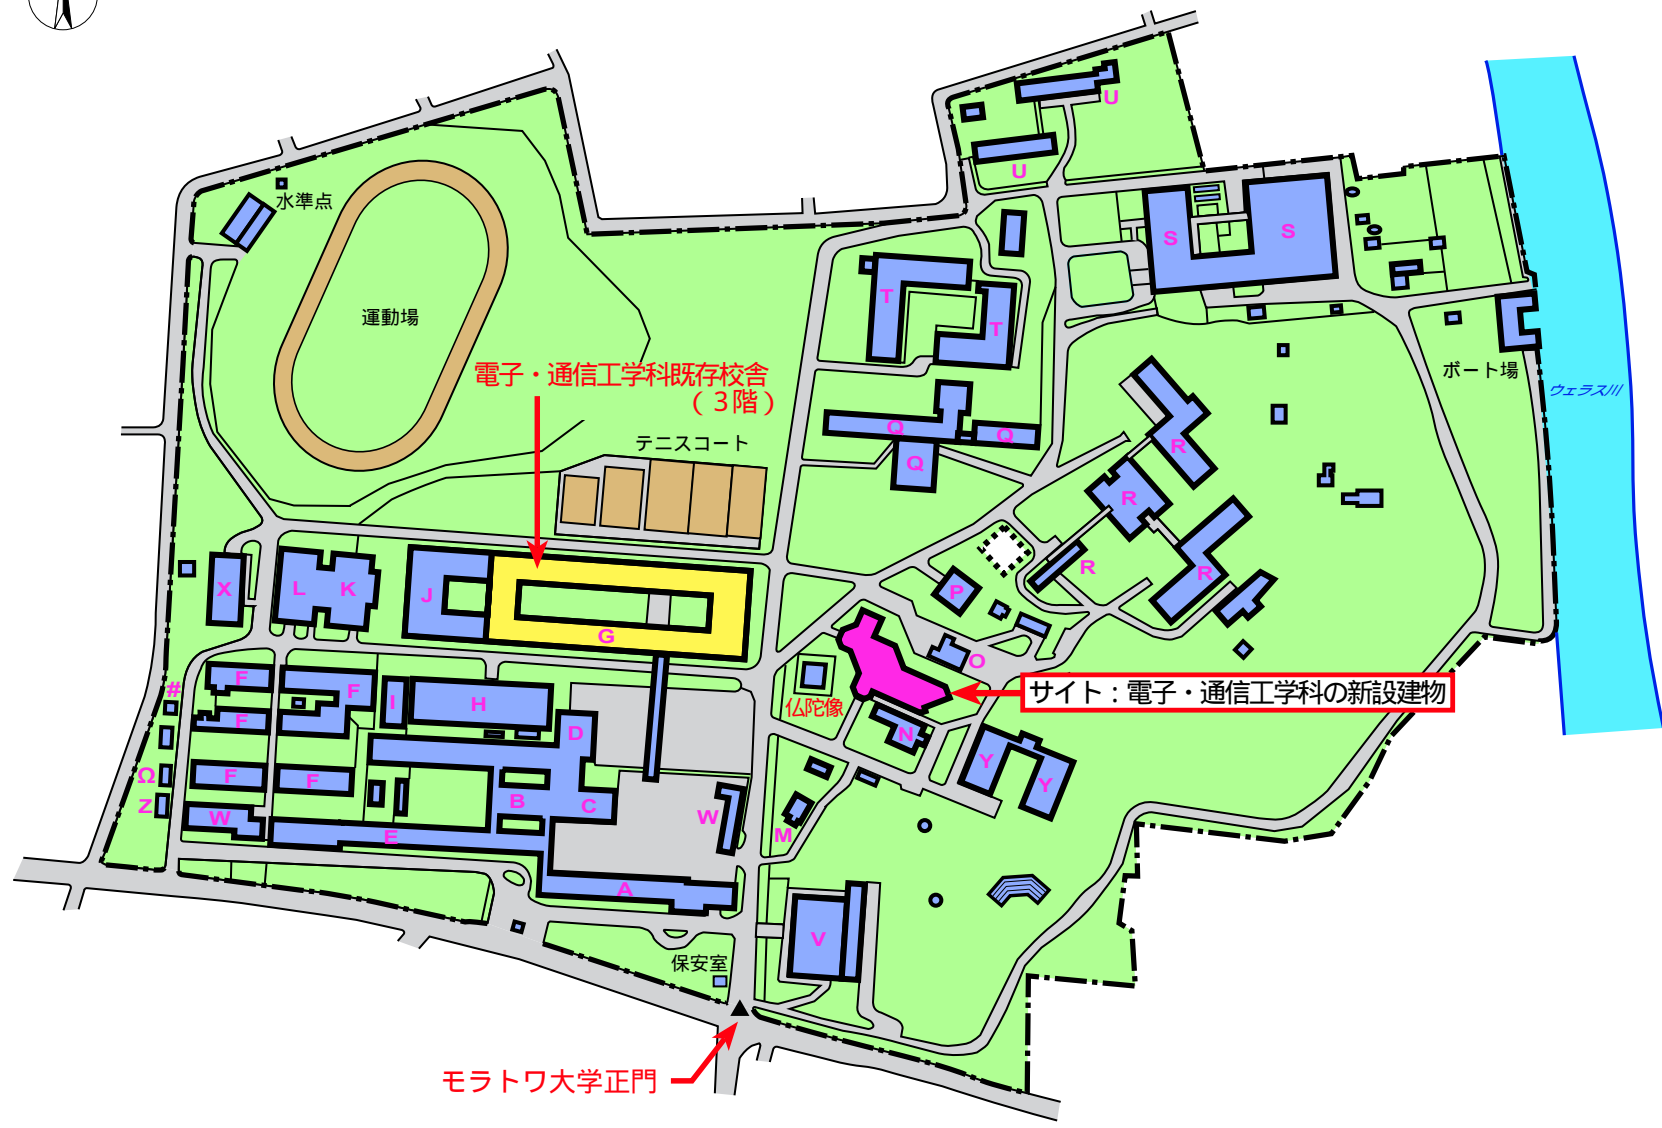 U
U
水準点
S
S
T
T
運動場
ボート場
ウェラス川
電子・通信工学科既存校舎
(3階)
テニスコート
Q
Q
Q
R
R
R
R
X
L
K
J
G
P
O
F
F
#
I
H
F
仏陀像
サイト：電子・通信工学科の新設建物
D
N
Y
Y
Ω
F
F
Z
B
C
W
W
E
M
A
V
保安室
モラトワ大学正門